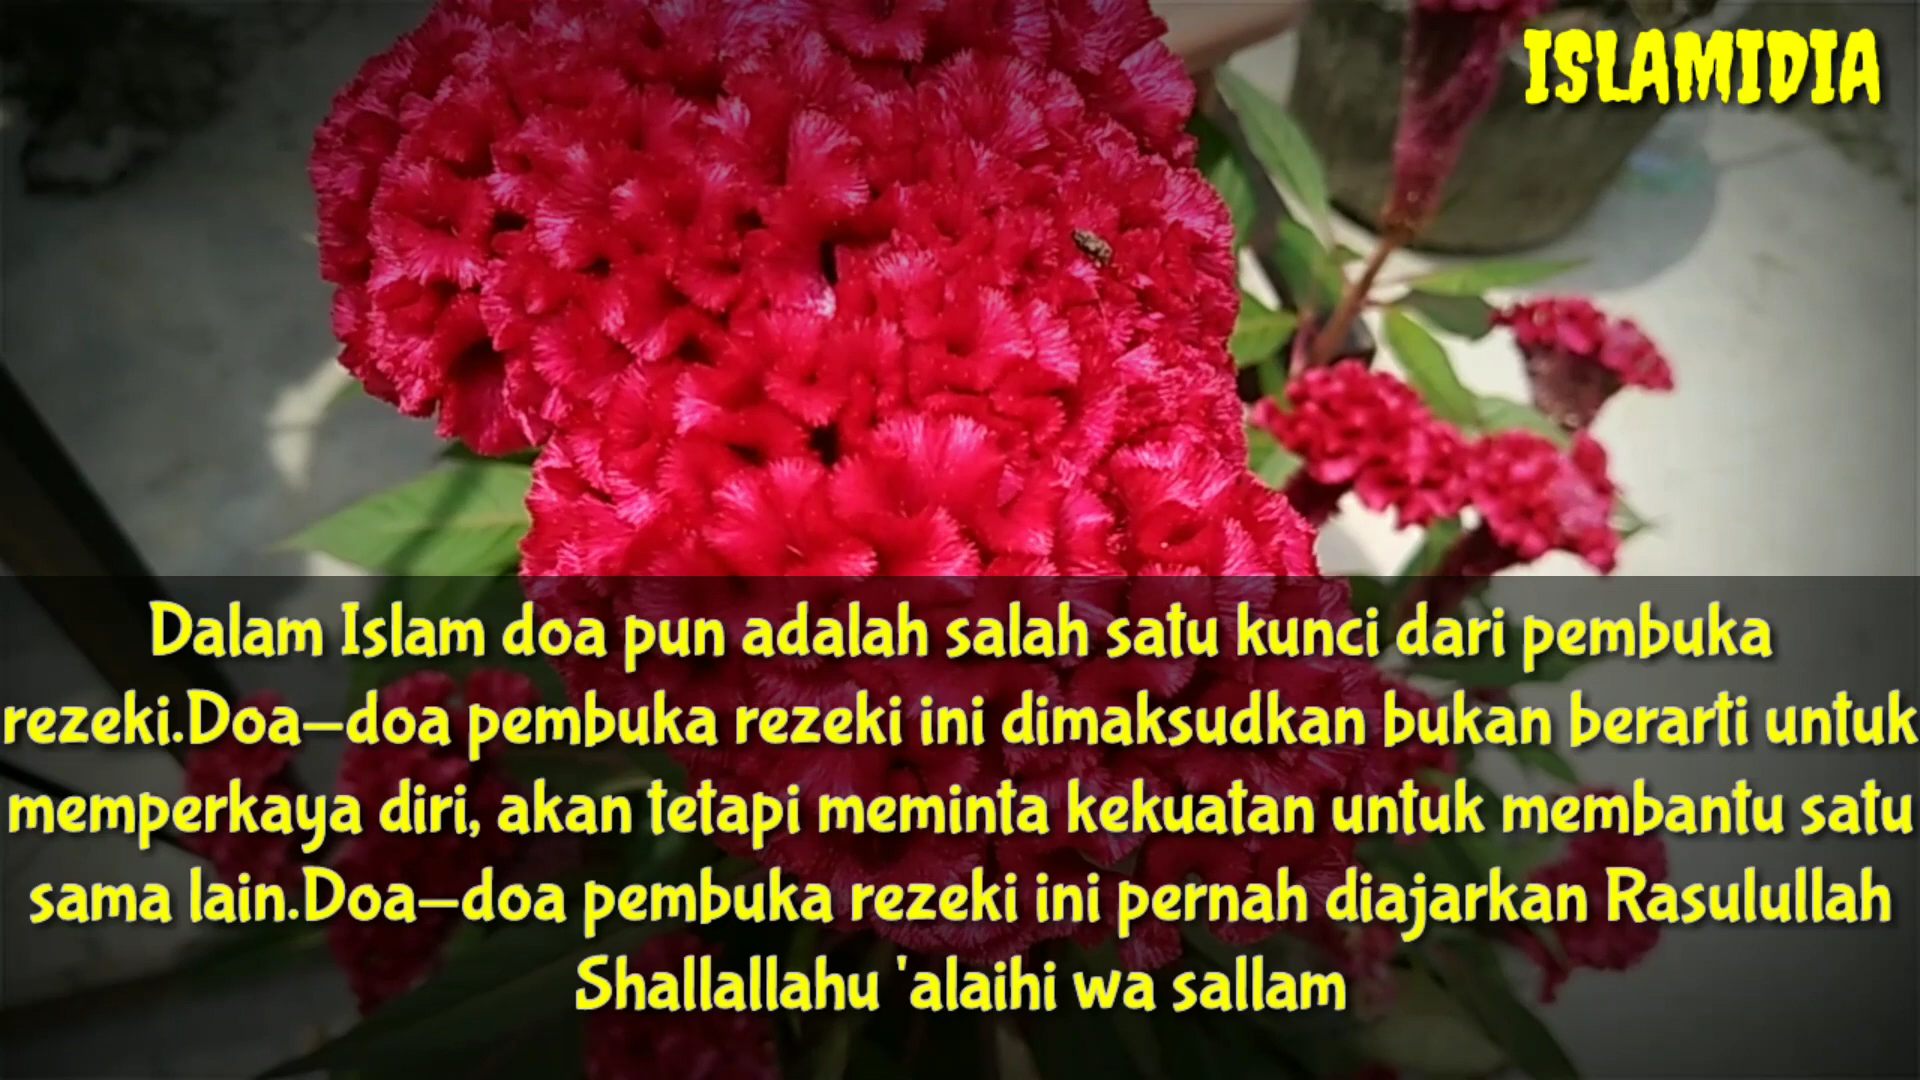 ISLAMIDIA
Dalam Islam doa pun adalah salah satu kunci dari pembuka
rezeki.Doa-doa pembuka rezeki ini dimaksudkan bukan berarti untuk
memperkaya diri, akan tetapi meminta kekuatan untuk membantu satu
sama lain.Doa-doa pembuka rezeki ini pernah diajarkan Rasulullah
Shallallahu 'alaihi wa sallam